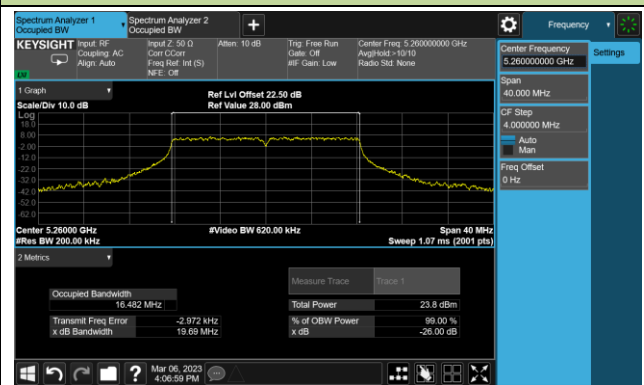 Spectrum Analyzer 1
Occupied BW
Spectrum Analyzer 2
Occupied BW
Frequency
KEYSIGHT
Input: RF
Coupling: AC
Align: Auto
Input Z: 50 Ω
Corr CCorr
Freq Ref: Int (S)
NFE: Off
Atten: 10 dB
Trig: Free Run
Gate: Off
#IF Gain: Low
Center Freq: 5.260000000 GHz
Avg|Hold:>10/10
Radio Std: None
Center Frequency
5.260000000 GHz
Settings
Span
40.000 MHz
CF Step
4.000000 MHz
Auto
Man
Freq Offset
0 Hz
1 Graph
Scale/Div 10.0 dB
Ref Lvl Offset 22.50 dB
Ref Value 28.00 dBm
Log
18.0
8.00
-2.00
-12.0
-22.0
-32.0
-42.0
-52.0
-62.0
Center 5.26000 GHz
#Res BW 200.00 kHz
#Video BW 620.00 kHz
Span 40 MHz
Sweep 1.07 ms (2001 pts)
2 Metrics
Measure Trace
Trace 1
Occupied Bandwidth
16.482 MHz
Total Power
23.8 dBm
Transmit Freq Error
-2.972 kHz
% of OBW Power
99.00 %
x dB Bandwidth
19.69 MHz
x dB
-26.00 dB
Mar 06, 2023
4:06:59 PM